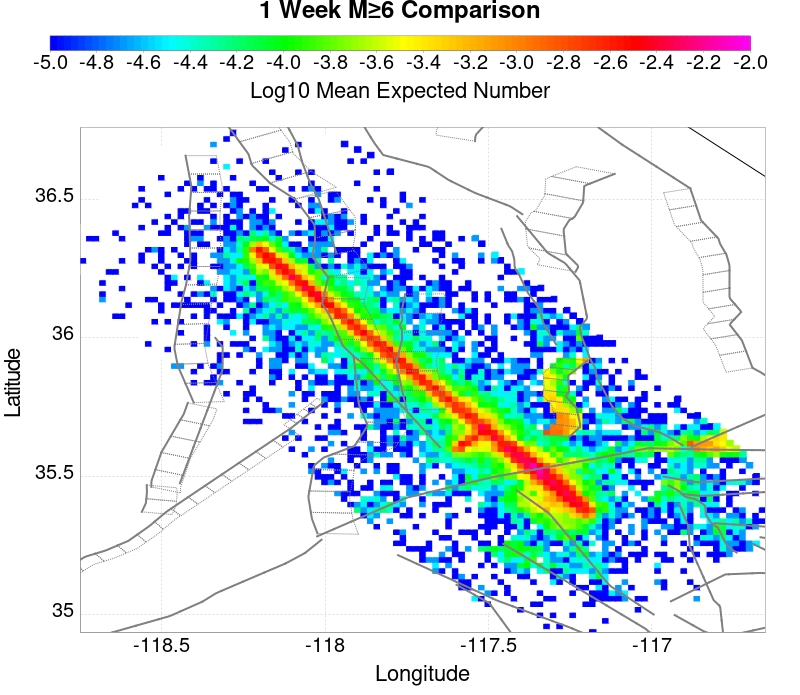 1 Week M≥6 Comparison
-5.0 -4.8 -4.6 -4.4 -4.2 -4.0 -3.8 -3.6 -3.4 -3.2 -3.0 -2.8 -2.6 -2.4 -2.2 -2.0
Log10 Mean Expected Number
36.5
36
35.5
35
Latitude
-118.5 -118 -117.5 -117
Longitude